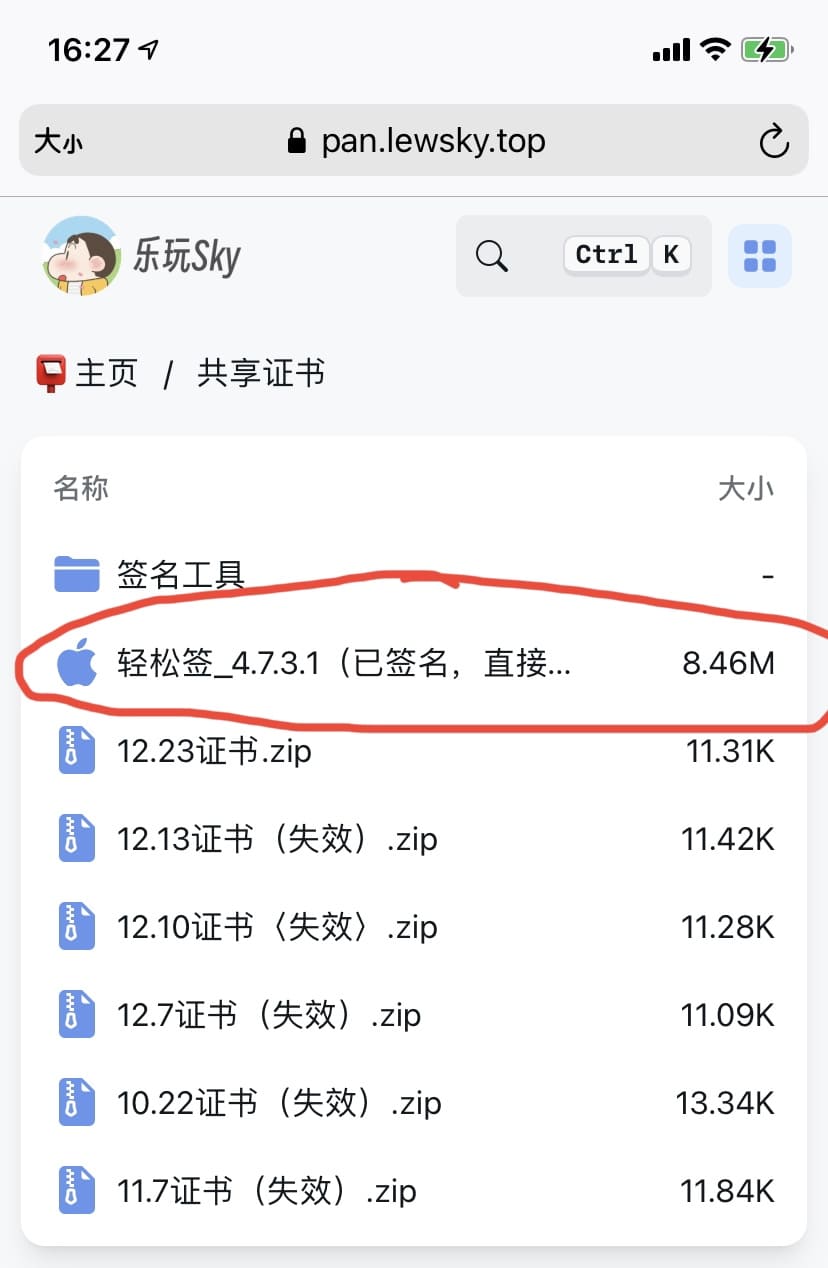 16:27
大小 pan.lewsky.top
乐玩Sky Ctrl K
主页 / 共享证书
名称 大小
签名工具 -
轻松签_4.7.3.1（已签名，直接... 8.46M
12.23证书.zip 11.31K
12.13证书（失效）.zip 11.42K
12.10证书〈失效〉.zip 11.28K
12.7证书（失效）.zip 11.09K
10.22证书（失效）.zip 13.34K
11.7证书（失效）.zip 11.84K